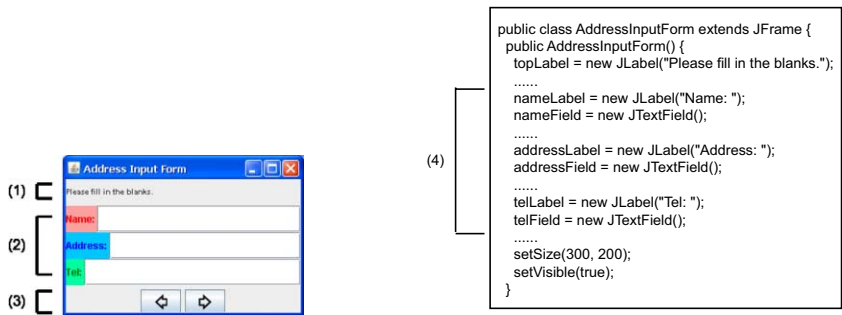 Address Input Form
(1)
Please fill in the blanks.
(2)
Name:
Address:
Tel:
(3)
(4)
public class AddressInputForm extends JFrame {
public AddressInputForm() {
topLabel = new JLabel("Please fill in the blanks.");
......
nameLabel = new JLabel("Name: ");
nameField = new JTextField();
......
addressLabel = new JLabel("Address: ");
addressField = new JTextField();
......
telLabel = new JLabel("Tel: ");
telField = new JTextField();
......
setSize(300, 200);
setVisible(true);
}